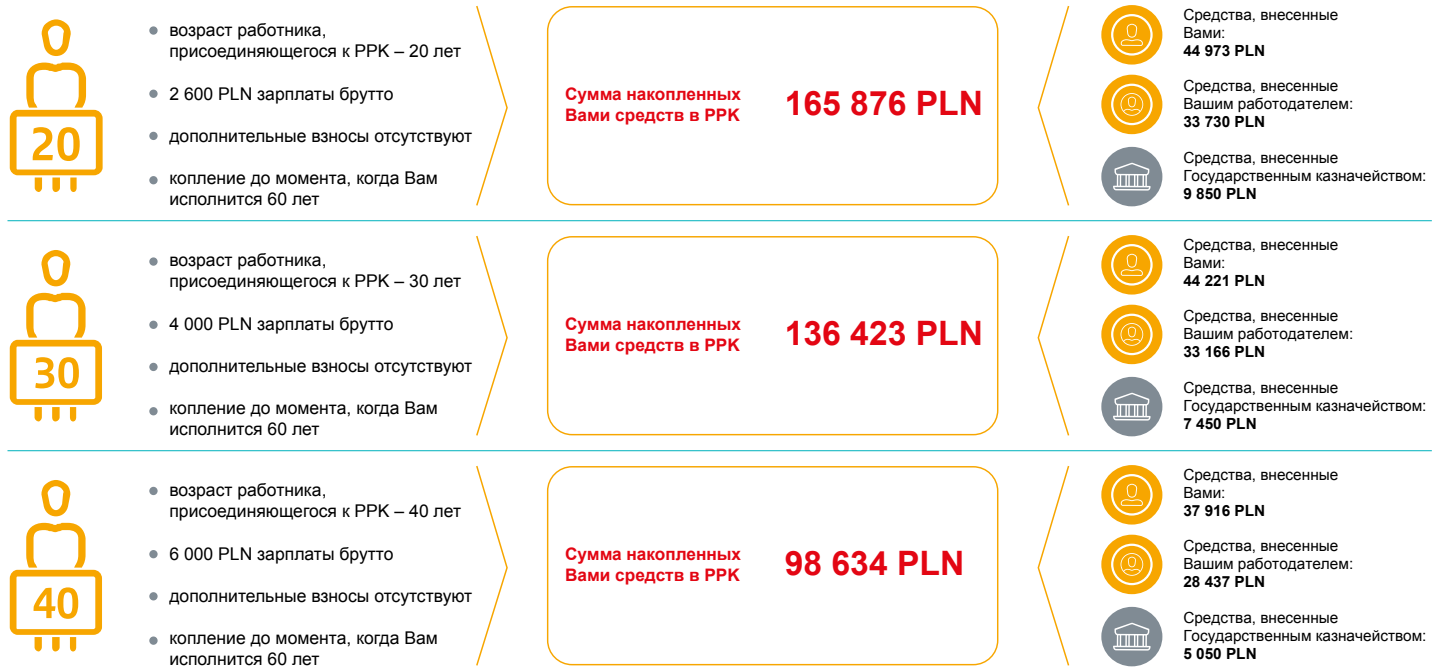 20
возраст работника,
присоединяющегося к PPK – 20 лет
2 600 PLN зарплаты брутто
дополнительные взносы отсутствуют
копление до момента, когда Вам
исполнится 60 лет
Сумма накопленных
Вами средств в PPK
165 876 PLN
Средства, внесенные
Вами:
44 973 PLN
Средства, внесенные
Вашим работодателем:
33 730 PLN
Средства, внесенные
Государственным казначейством:
9 850 PLN
30
возраст работника,
присоединяющегося к PPK – 30 лет
4 000 PLN зарплаты брутто
дополнительные взносы отсутствуют
копление до момента, когда Вам
исполнится 60 лет
Сумма накопленных
Вами средств в PPK
136 423 PLN
Средства, внесенные
Вами:
44 221 PLN
Средства, внесенные
Вашим работодателем:
33 166 PLN
Средства, внесенные
Государственным казначейством:
7 450 PLN
40
возраст работника,
присоединяющегося к PPK – 40 лет
6 000 PLN зарплаты брутто
дополнительные взносы отсутствуют
копление до момента, когда Вам
исполнится 60 лет
Сумма накопленных
Вами средств в PPK
98 634 PLN
Средства, внесенные
Вами:
37 916 PLN
Средства, внесенные
Вашим работодателем:
28 437 PLN
Средства, внесенные
Государственным казначейством:
5 050 PLN